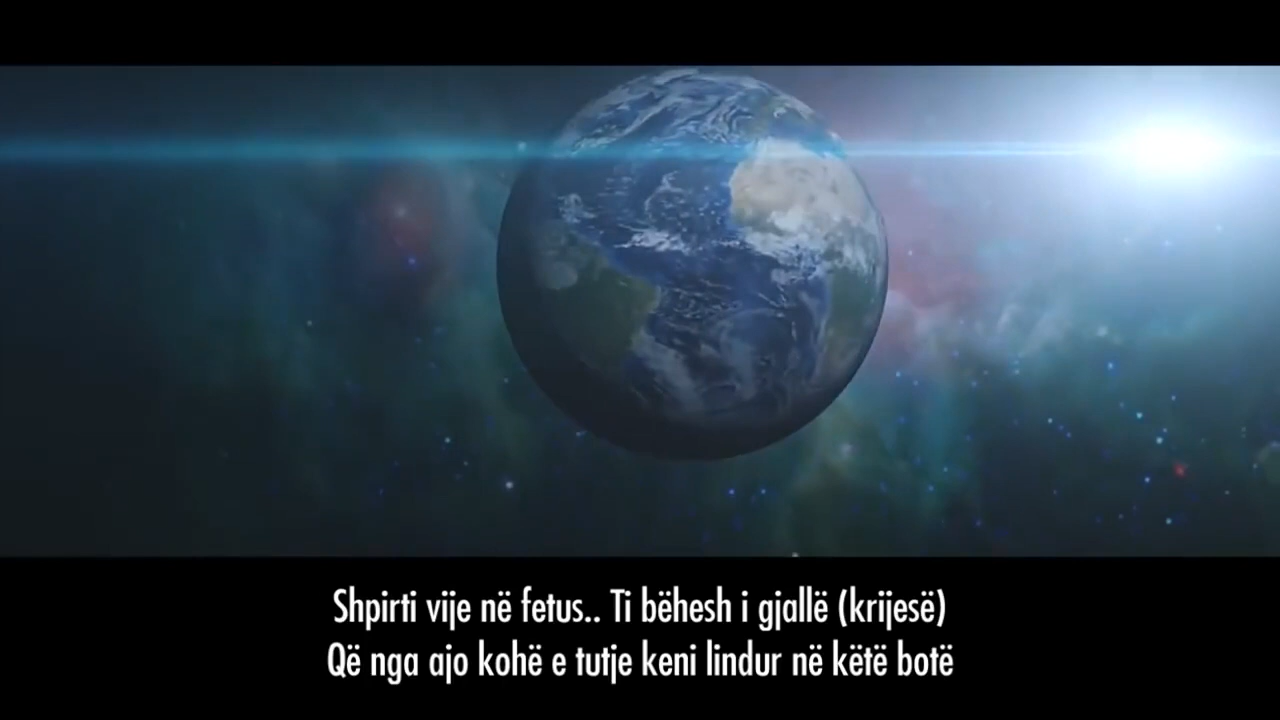 Shpirti vije në fetus.. Ti bëhesh i gjallë (krijesë)
Që nga ajo kohë e tutje keni lindur në këtë botë